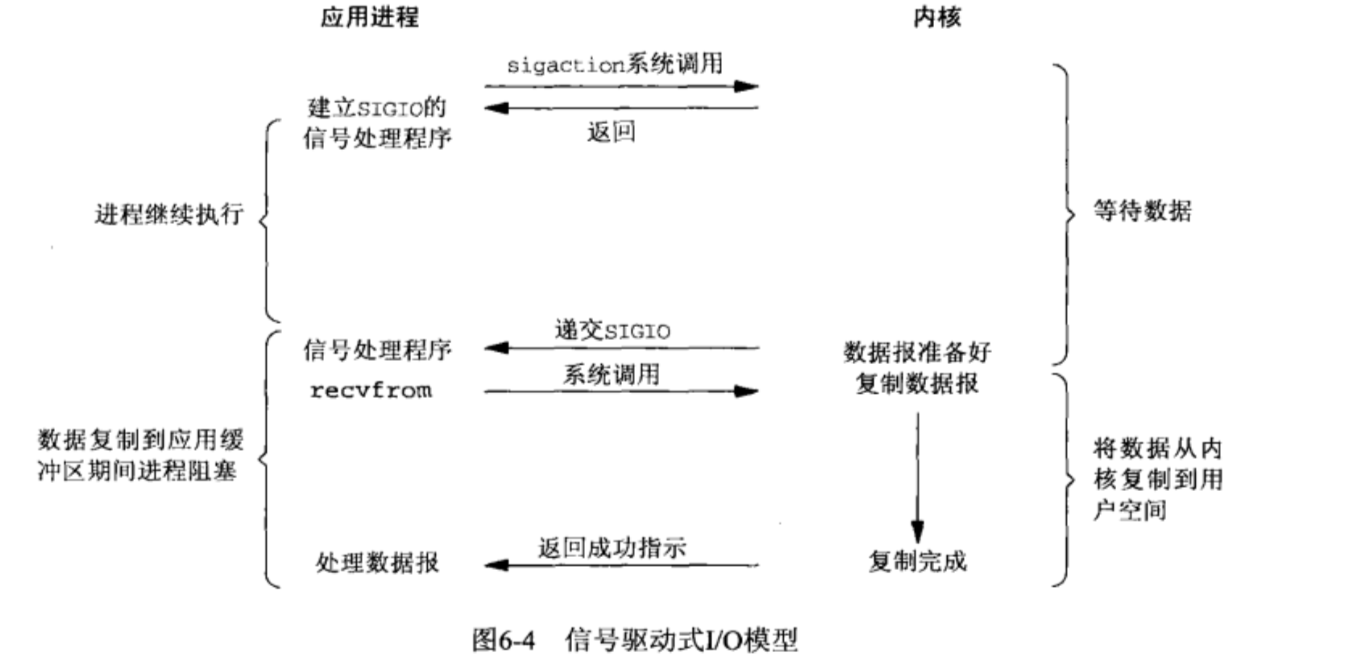 应用进程
内核
sigaction系统调用
建立SIGIO的
信号处理程序
返回
进程继续执行
等待数据
递交SIGIO
信号处理程序
数据报准备好
系统调用
recvfrom
复制数据报
数据复制到应用缓
冲区期间进程阻塞
将数据从内
核复制到用
户空间
返回成功指示
处理数据报
复制完成
图6-4 信号驱动式I/O模型